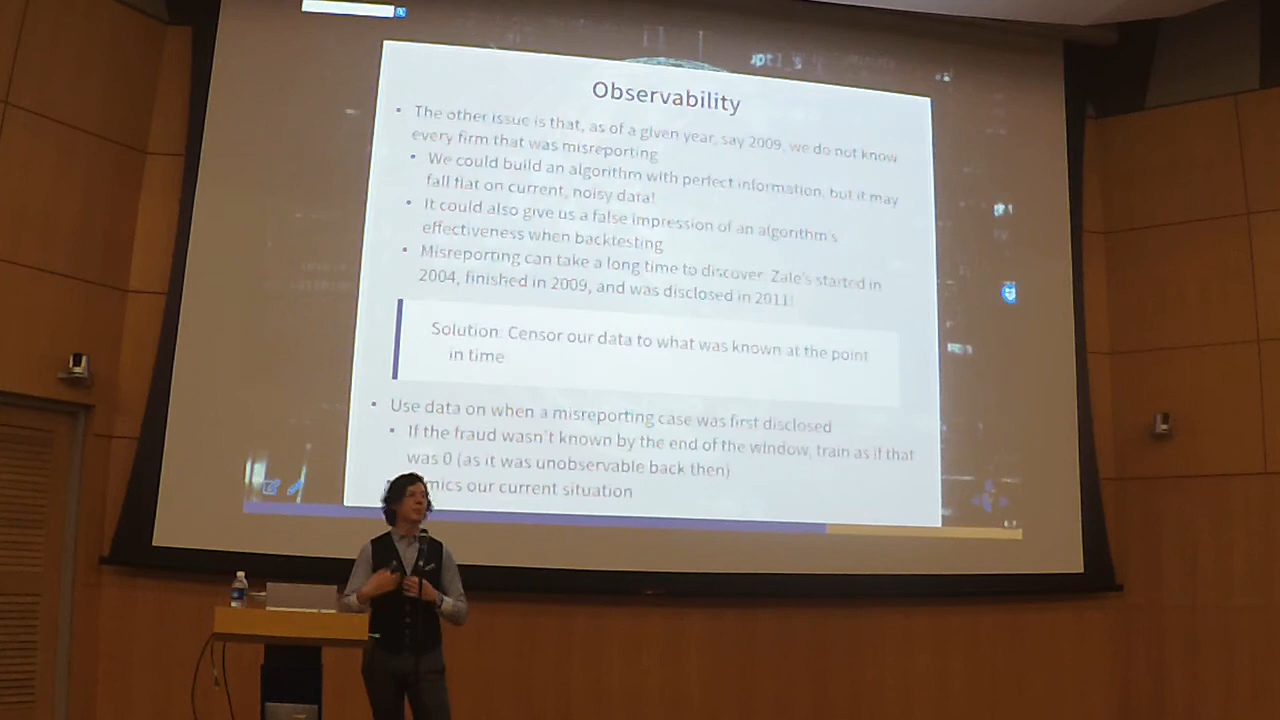 Observability
The other issue is that, as of a given year, say 2009, we do not know
every firm that was misreporting
We could build an algorithm with perfect information, but it may
fall flat on current, noisy data!
It could also give us a false impression of an algorithm's
effectiveness when backtesting
Misreporting can take a long time to discover: Zale's started in
2004, finished in 2009, and was disclosed in 2011!
Solution: Censor our data to what was known at the point
in time
Use data on when a misreporting case was first disclosed
If the fraud wasn't known by the end of the window, train as if that
was 0 (as it was unobservable back then)
our current situation